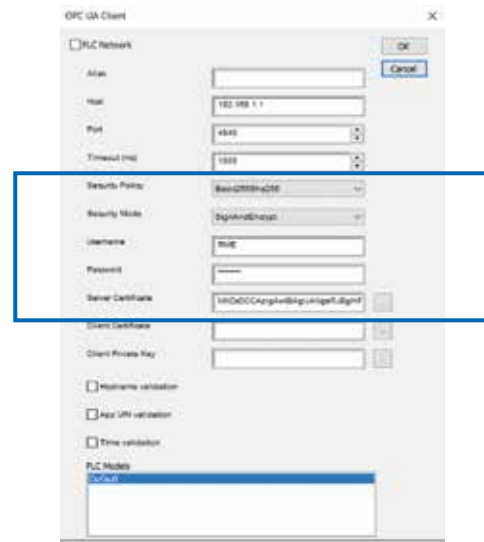 OPC UA Client
PLC Network
OK
Alias
Cancel
Host 192.168.1.1
Port 4840
Timeout (ms)
Security Policy Basic256Sha256
Security Mode SignAndEncrypt
Username
Password
Server Certificate
Client Certificate
Client Private Key
Hostname validation
App URI validation
Time validation
PLC Models
Default